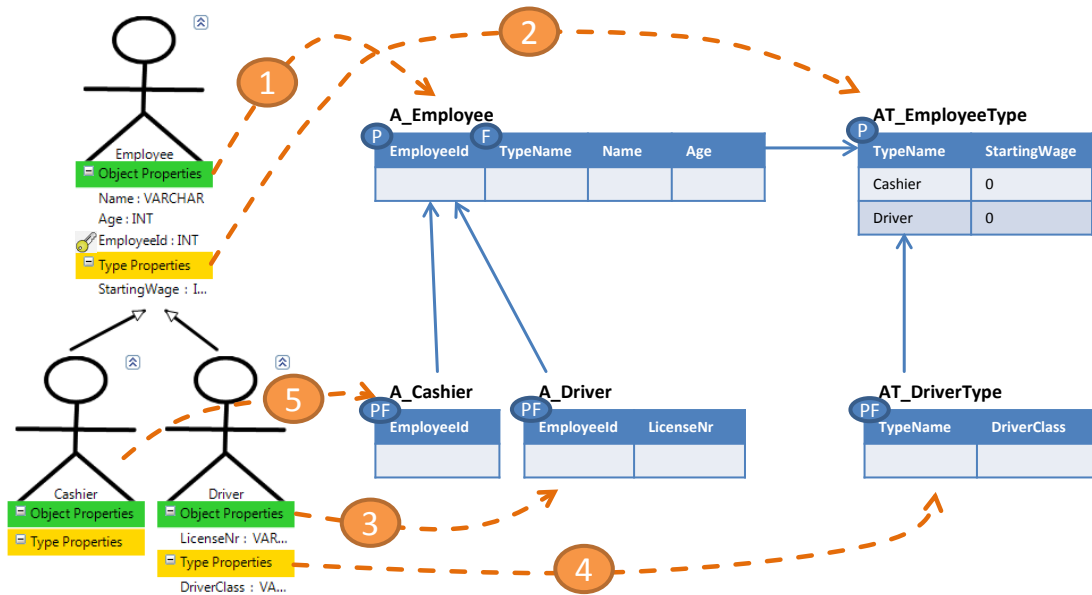 1
2
Employee
Object Properties
Name : VARCHAR
Age : INT
EmployeeId : INT
Type Properties
StartingWage : I...
A_Employee
P
F
EmployeeId TypeName Name Age
AT_EmployeeType
P
TypeName StartingWage
Cashier 0
Driver 0
5
Cashier
Object Properties
Type Properties
Driver
Object Properties
LicenseNr : VAR...
Type Properties
DriverClass : VA...
A_Cashier
PF
EmployeeId
A_Driver
PF
EmployeeId LicenseNr
AT_DriverType
PF
TypeName DriverClass
3
4